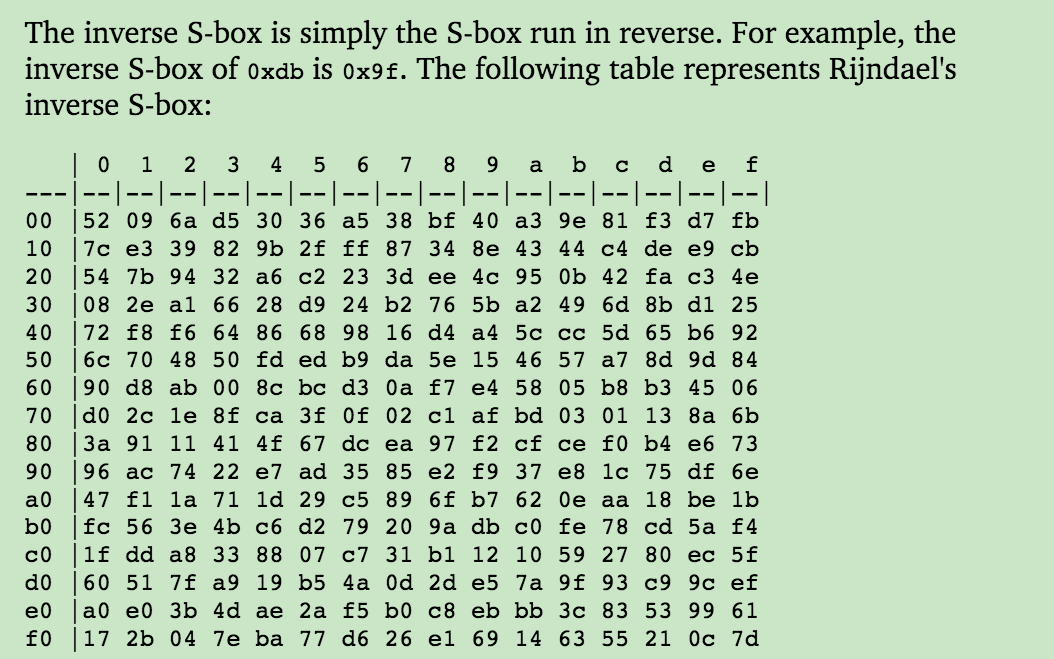 The inverse S-box is simply the S-box run in reverse. For example, the
inverse S-box of 0xdb is 0x9f. The following table represents Rijndael's
inverse S-box:
   | 0  1  2  3  4  5  6  7  8  9  a  b  c  d  e  f
---|--|--|--|--|--|--|--|--|--|--|--|--|--|--|--|--|
00 |52 09 6a d5 30 36 a5 38 bf 40 a3 9e 81 f3 d7 fb
10 |7c e3 39 82 9b 2f ff 87 34 8e 43 44 c4 de e9 cb
20 |54 7b 94 32 a6 c2 23 3d ee 4c 95 0b 42 fa c3 4e
30 |08 2e a1 66 28 d9 24 b2 76 5b a2 49 6d 8b d1 25
40 |72 f8 f6 64 86 68 98 16 d4 a4 5c cc 5d 65 b6 92
50 |6c 70 48 50 fd ed b9 da 5e 15 46 57 a7 8d 9d 84
60 |90 d8 ab 00 8c bc d3 0a f7 e4 58 05 b8 b3 45 06
70 |d0 2c 1e 8f ca 3f 0f 02 c1 af bd 03 01 13 8a 6b
80 |3a 91 11 41 4f 67 dc ea 97 f2 cf ce f0 b4 e6 73
90 |96 ac 74 22 e7 ad 35 85 e2 f9 37 e8 1c 75 df 6e
a0 |47 f1 1a 71 1d 29 c5 89 6f b7 62 0e aa 18 be 1b
b0 |fc 56 3e 4b c6 d2 79 20 9a db c0 fe 78 cd 5a f4
c0 |1f dd a8 33 88 07 c7 31 b1 12 10 59 27 80 ec 5f
d0 |60 51 7f a9 19 b5 4a 0d 2d e5 7a 9f 93 c9 9c ef
e0 |a0 e0 3b 4d ae 2a f5 b0 c8 eb bb 3c 83 53 99 61
f0 |17 2b 04 7e ba 77 d6 26 e1 69 14 63 55 21 0c 7d